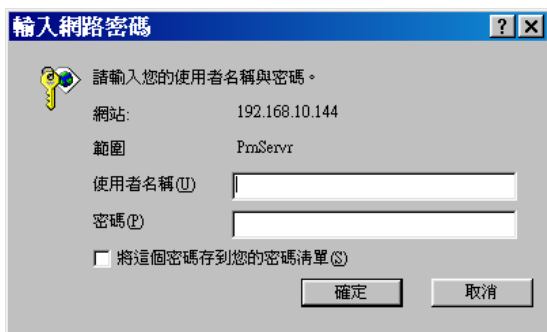 輸入網路密碼
請輸入您的使用者名稱與密碼。
網站: 192.168.10.144
範圍 PrnServr
使用者名稱(U)
密碼(P)
將這個密碼存到您的密碼清單(S)
確定 取消